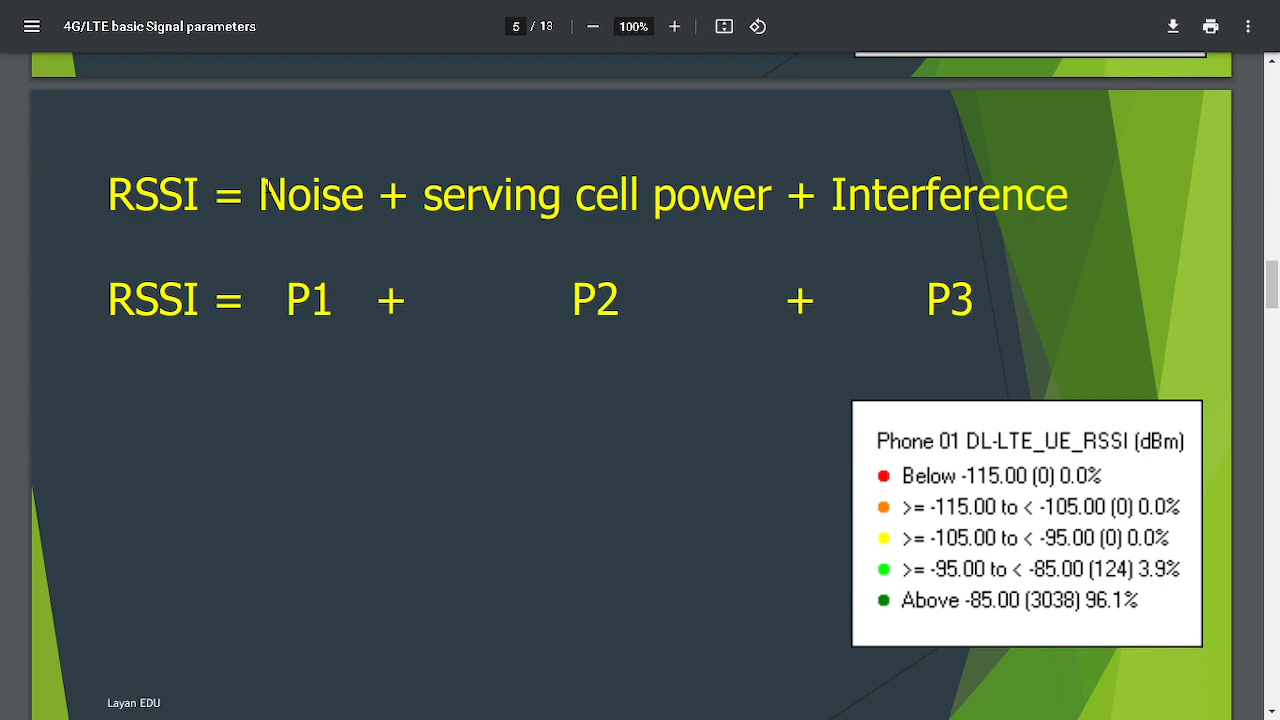 4G/LTE basic Signal parameters
5 / 18
100%
RSSI = Noise + serving cell power + Interference
RSSI = P1 + P2 + P3
Phone 01 DL-LTE_UE_RSSI (dBm)
Below -115.00 (0) 0.0%
>= -115.00 to < -105.00 (0) 0.0%
>= -105.00 to < -95.00 (0) 0.0%
>= -95.00 to < -85.00 (124) 3.9%
Above -85.00 (3038) 96.1%
Layan EDU